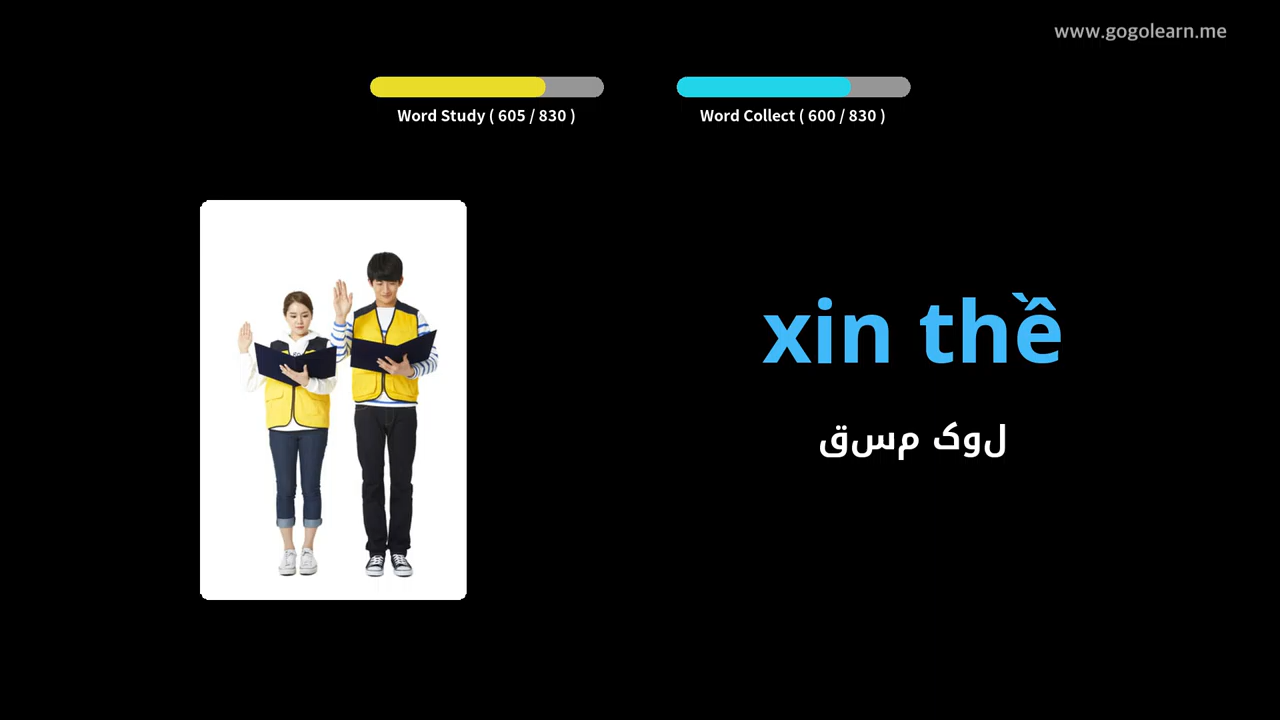 www.gogolearn.me
Word Study ( 605 / 830 )
Word Collect ( 600 / 830 )
xin thề
لوک مسق